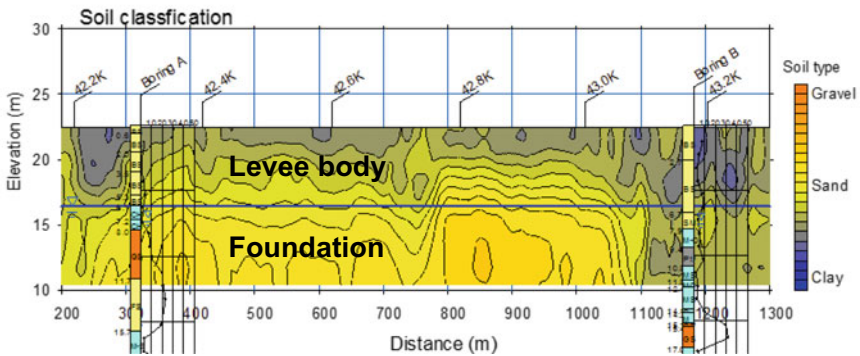 Soil classfication
Elevation (m)
30
25
20
15
10
42.2K
Boring A
42.4K
42.6K
42.8K
43.0K
Boring B
43.2K
Levee body
Foundation
200
300
400
500
600
700
800
900
1000
1100
1200
1300
Distance (m)
Soil type
Gravel
Sand
Clay